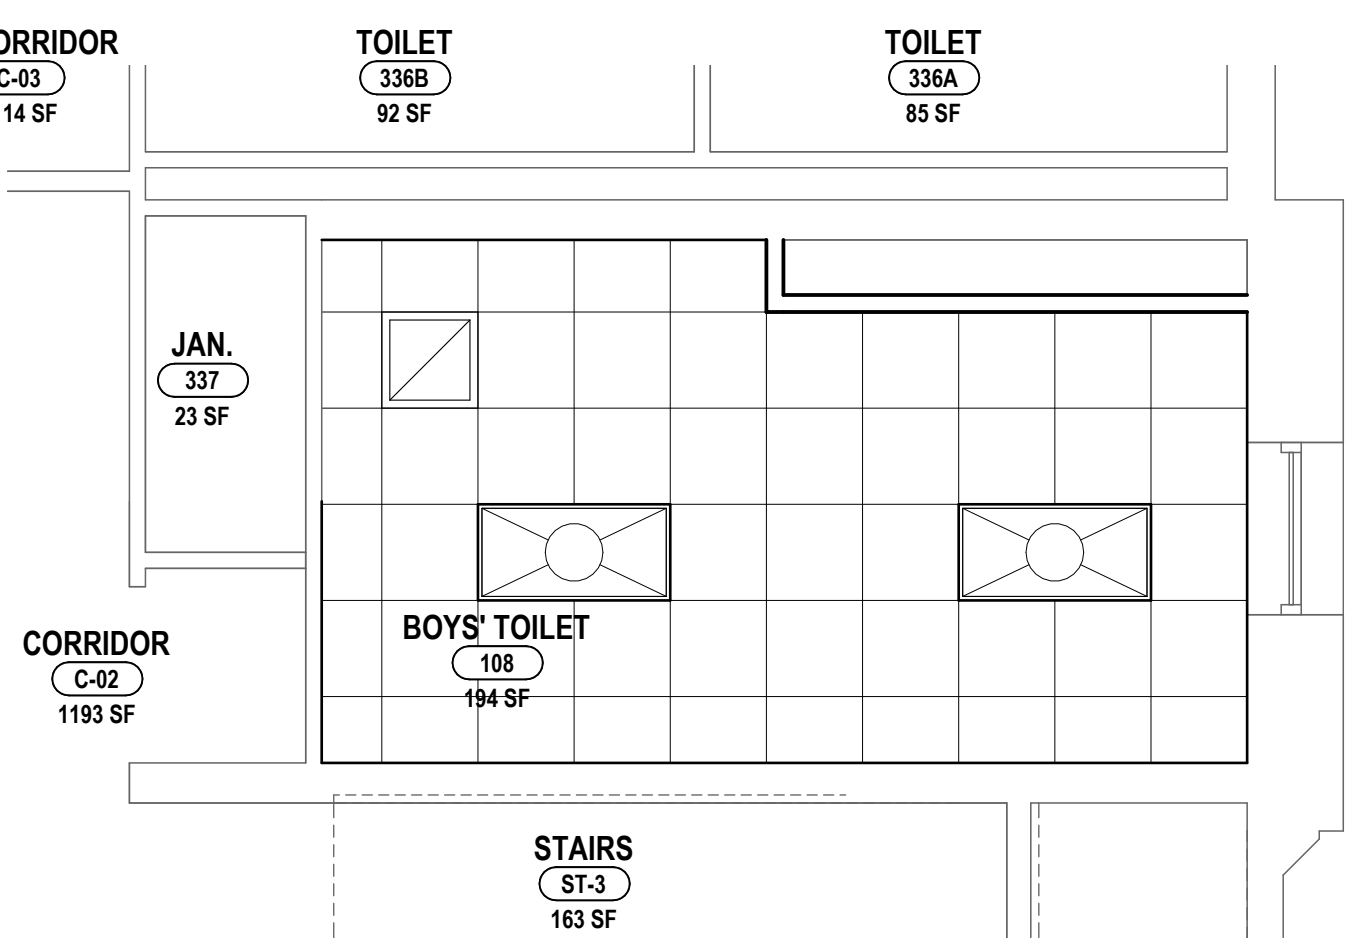 ORRIDOR
C-03
14 SF
TOILET
336B
92 SF
TOILET
336A
85 SF
JAN.
337
23 SF
CORRIDOR
C-02
1193 SF
BOYS' TOILET
108
194 SF
STAIRS
ST-3
163 SF